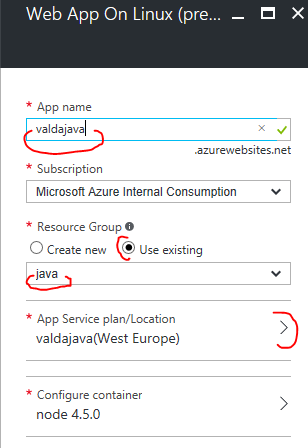 Web App On Linux (pre...
* App name
valdajava
.azurewebsites.net
* Subscription
Microsoft Azure Internal Consumption
* Resource Group
Create new Use existing
java
* App Service plan/Location
valdajava(West Europe)
* Configure container
node 4.5.0